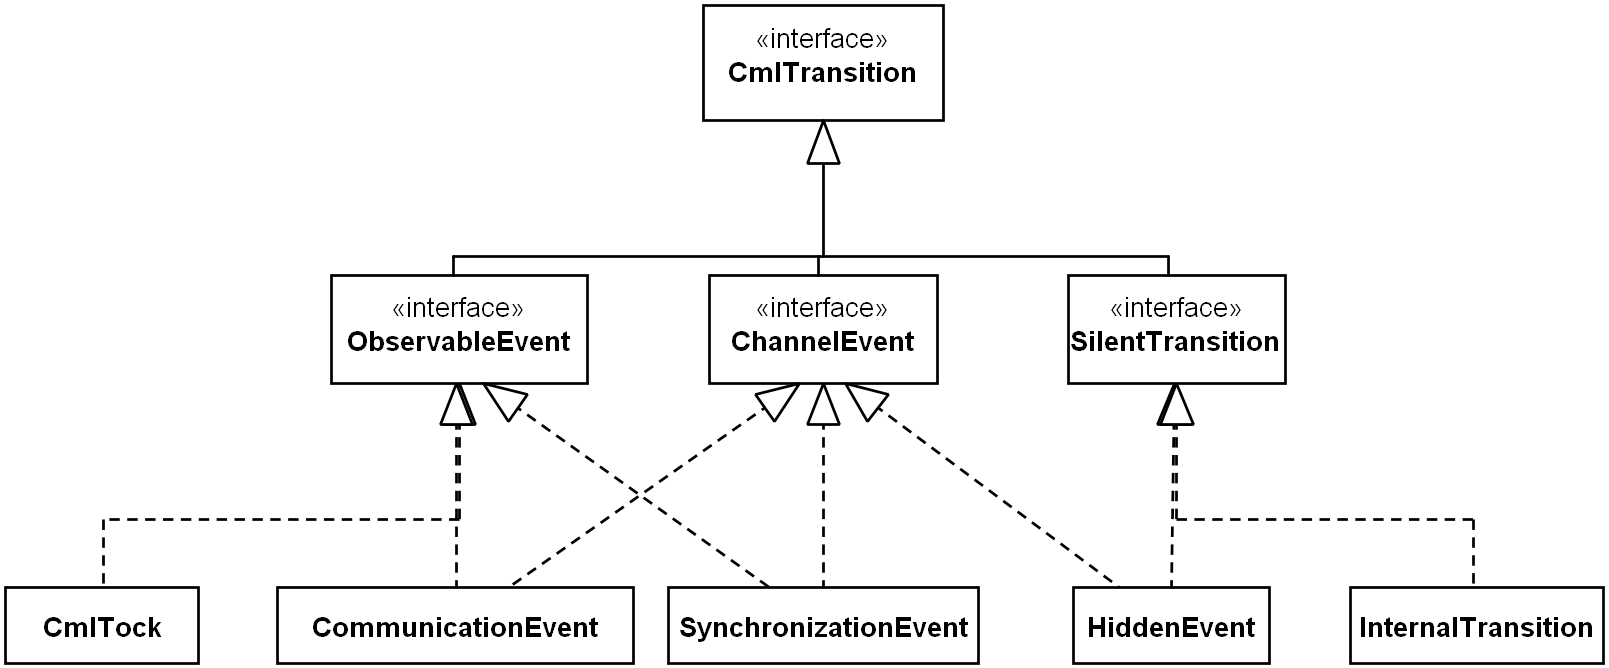 «interface»
CmlTransition
«interface»
ObservableEvent
«interface»
ChannelEvent
«interface»
SilentTransition
CmlTock
CommunicationEvent
SynchronizationEvent
HiddenEvent
InternalTransition